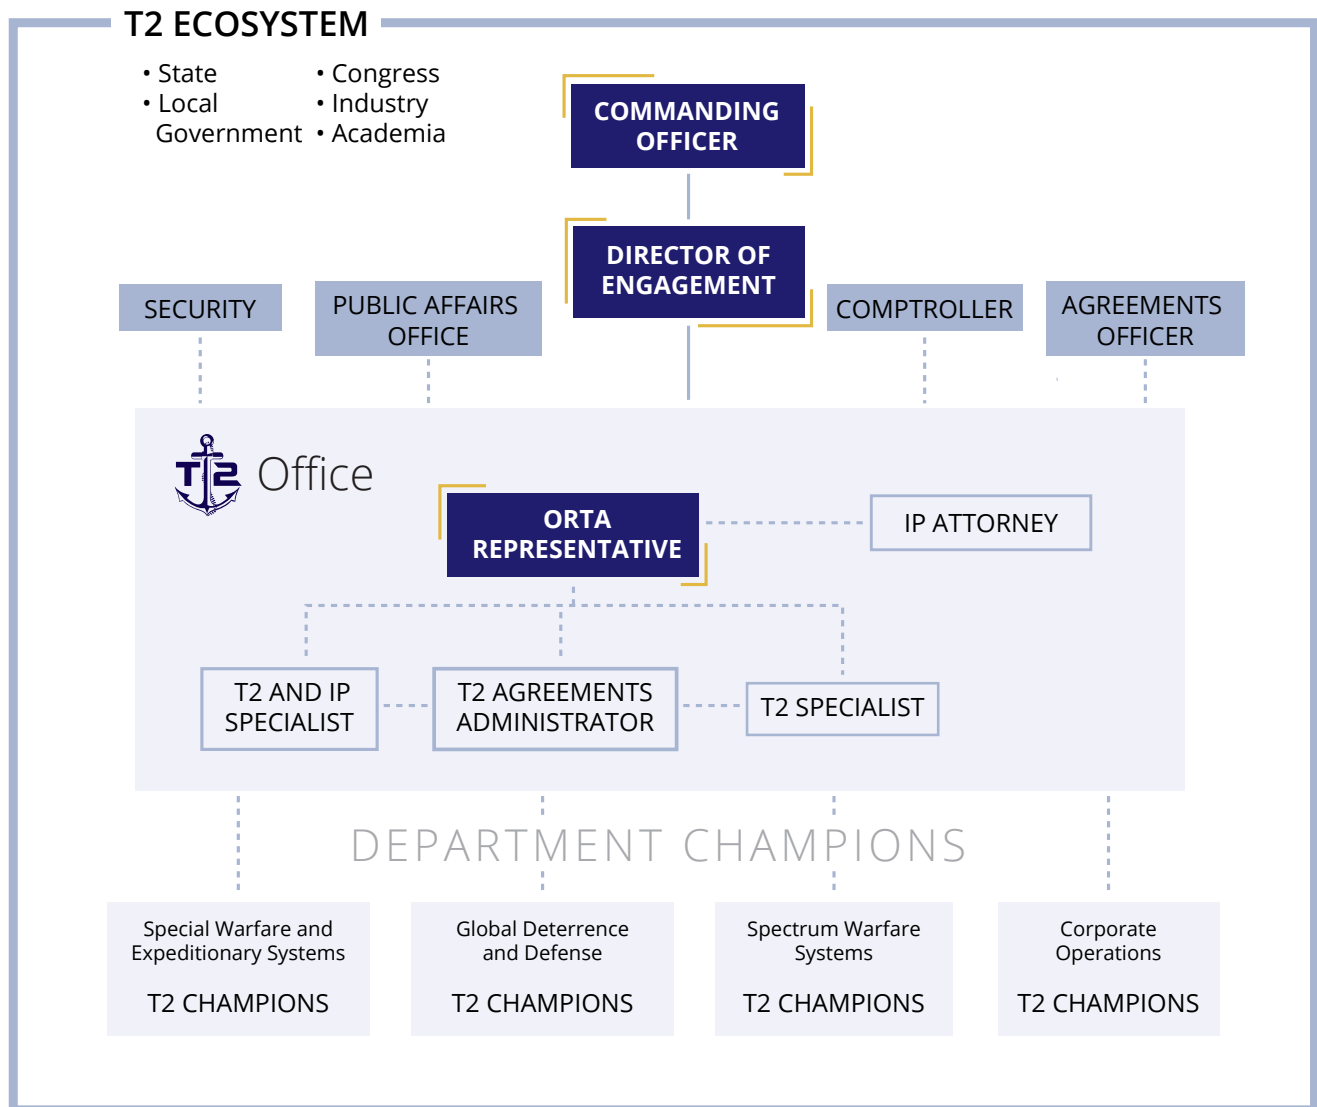 T2 ECOSYSTEM
• State
• Local
Government
• Congress
• Industry
• Academia
COMMANDING
OFFICER
DIRECTOR OF
ENGAGEMENT
SECURITY
PUBLIC AFFAIRS
OFFICE
COMPTROLLER
AGREEMENTS
OFFICER
T2 Office
ORTA
REPRESENTATIVE
IP ATTORNEY
T2 AND IP
SPECIALIST
T2 AGREEMENTS
ADMINISTRATOR
T2 SPECIALIST
DEPARTMENT CHAMPIONS
Special Warfare and
Expeditionary Systems
T2 CHAMPIONS
Global Deterrence
and Defense
T2 CHAMPIONS
Spectrum Warfare
Systems
T2 CHAMPIONS
Corporate
Operations
T2 CHAMPIONS